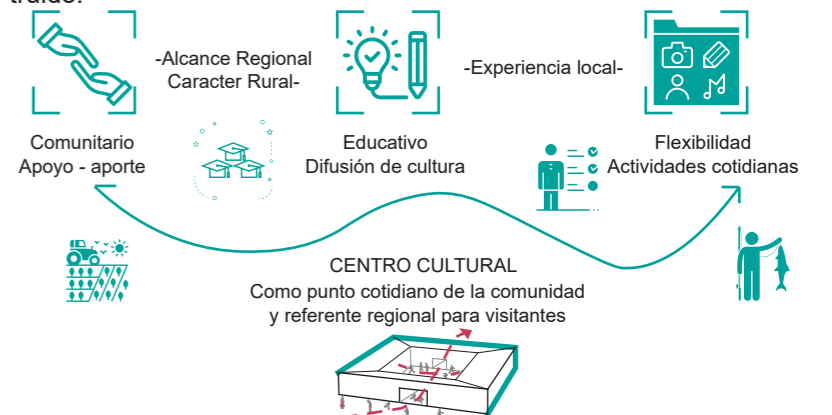 truido.
-Alcance Regional
Caracter Rural-
-Experiencia local-
Comunitario
Apoyo - aporte
Educativo
Difusión de cultura
Flexibilidad
Actividades cotidianas
CENTRO CULTURAL
Como punto cotidiano de la comunidad
y referente regional para visitantes